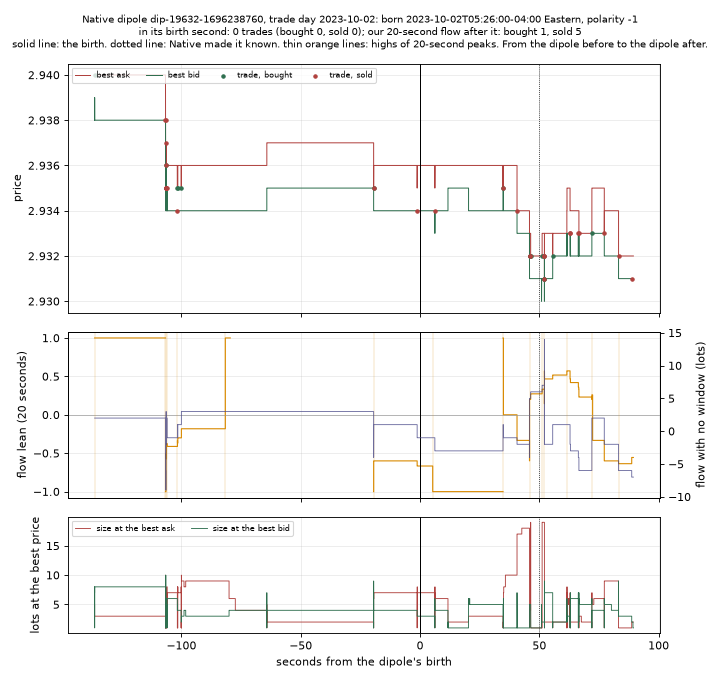 Native dipole dip-19632-1696238760, trade day 2023-10-02: born 2023-10-02T05:26:00-04:00 Eastern, polarity -1
in its birth second: 0 trades (bought 0, sold 0); our 20-second flow after it: bought 1, sold 5
solid line: the birth. dotted line: Native made it known. thin orange lines: highs of 20-second peaks. From the dipole before to the dipole after.
best ask
best bid
trade, bought
trade, sold
2.940
2.938
2.936
2.934
2.932
2.930
price
1.0
0.5
0.0
−0.5
−1.0
flow lean (20 seconds)
15
10
5
0
−5
−10
flow with no window (lots)
size at the best ask
size at the best bid
15
10
5
lots at the best price
−100
−50
0
50
100
seconds from the dipole's birth